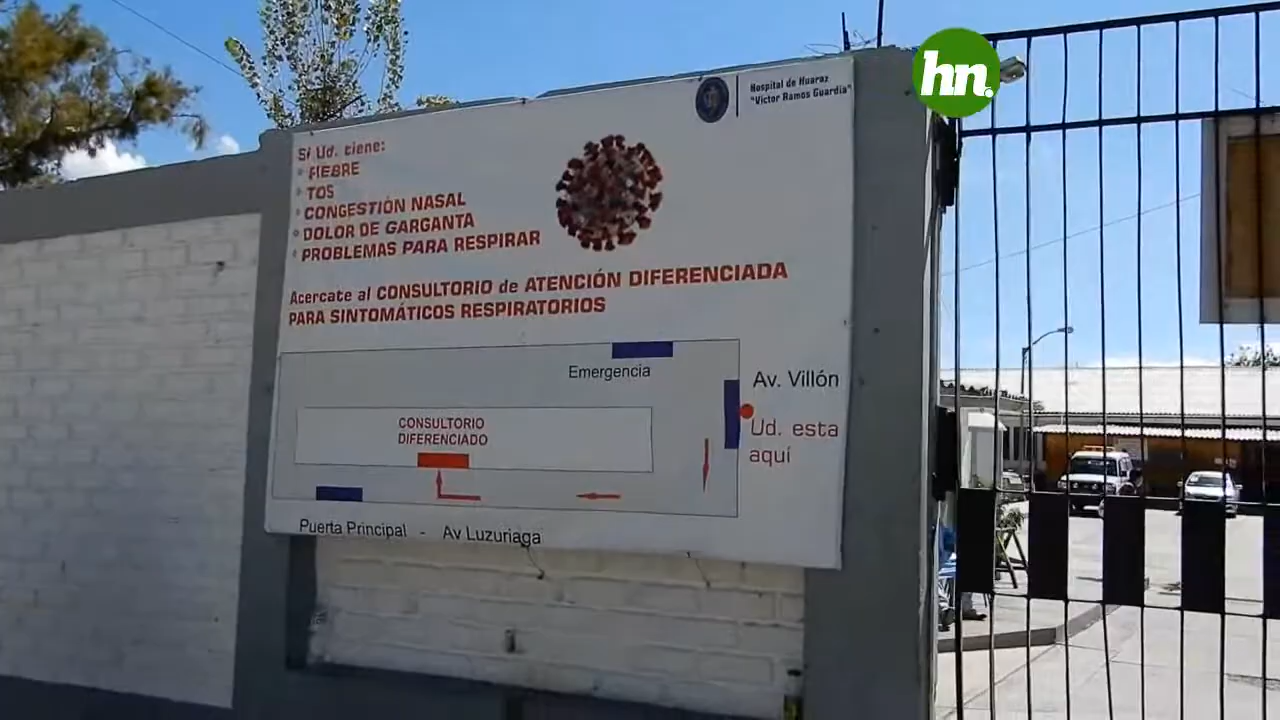 hn.
Hospital de Huaraz
"Víctor Ramos Guardia"
Si Ud. tiene:
• FIEBRE
• TOS
• CONGESTIÓN NASAL
• DOLOR DE GARGANTA
• PROBLEMAS PARA RESPIRAR
Acercate al CONSULTORIO de ATENCIÓN DIFERENCIADA
PARA SINTOMÁTICOS RESPIRATORIOS
Emergencia
Av. Villón
CONSULTORIO
DIFERENCIADO
Ud. esta
aquí
Puerta Principal - Av Luzuriaga